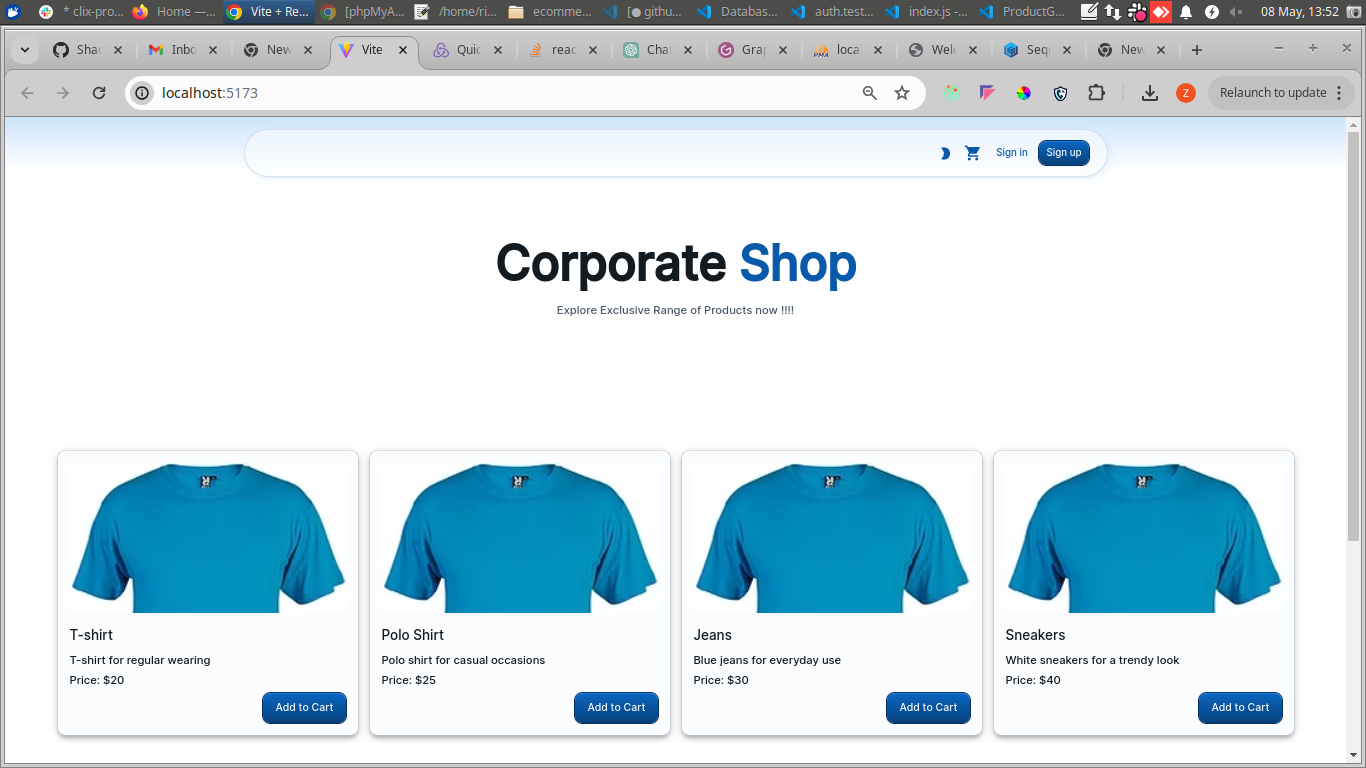 * clix-pro... Home —... Vite + Re... [phpMyA... /home/ri... ecomme... [● githu... Databas... auth.test... index.js -... ProductG... 08 May, 13:52
Shad Inbo New Vite Quic reac Chat Grap loca Welc Sequ New
localhost:5173 Z Relaunch to update
Sign in Sign up
Corporate Shop
Explore Exclusive Range of Products now !!!!
T-shirt Polo Shirt Jeans Sneakers
T-shirt for regular wearing Polo shirt for casual occasions Blue jeans for everyday use White sneakers for a trendy look
Price: $20 Price: $25 Price: $30 Price: $40
Add to Cart Add to Cart Add to Cart Add to Cart